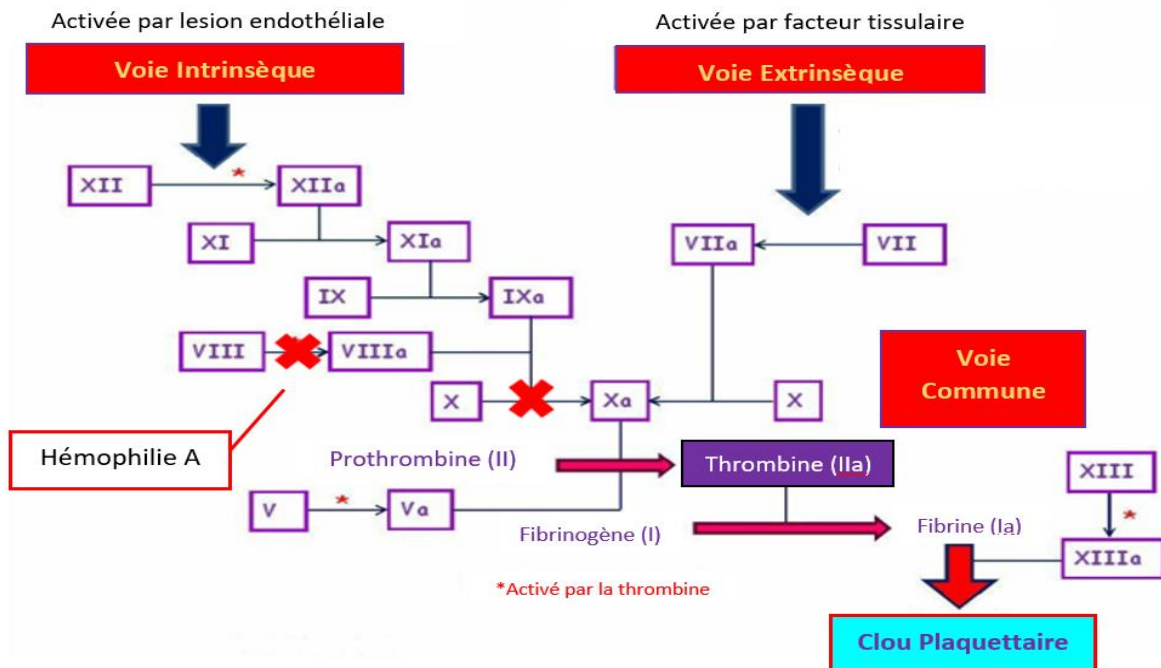 Activée par lesion endothéliale
Activée par facteur tissulaire
Voie Intrinsèque
Voie Extrinsèque
XII
*
XIIa
XI
XIa
VIIa
VII
IX
IXa
VIII
VIIIa
Voie
Commune
X
Xa
X
Hémophilie A
Prothrombine (II)
Thrombine (IIa)
XIII
*
V
*
Va
Fibrinogène (I)
Fibrine (Ia)
XIIIa
*Activé par la thrombine
Clou Plaquettaire